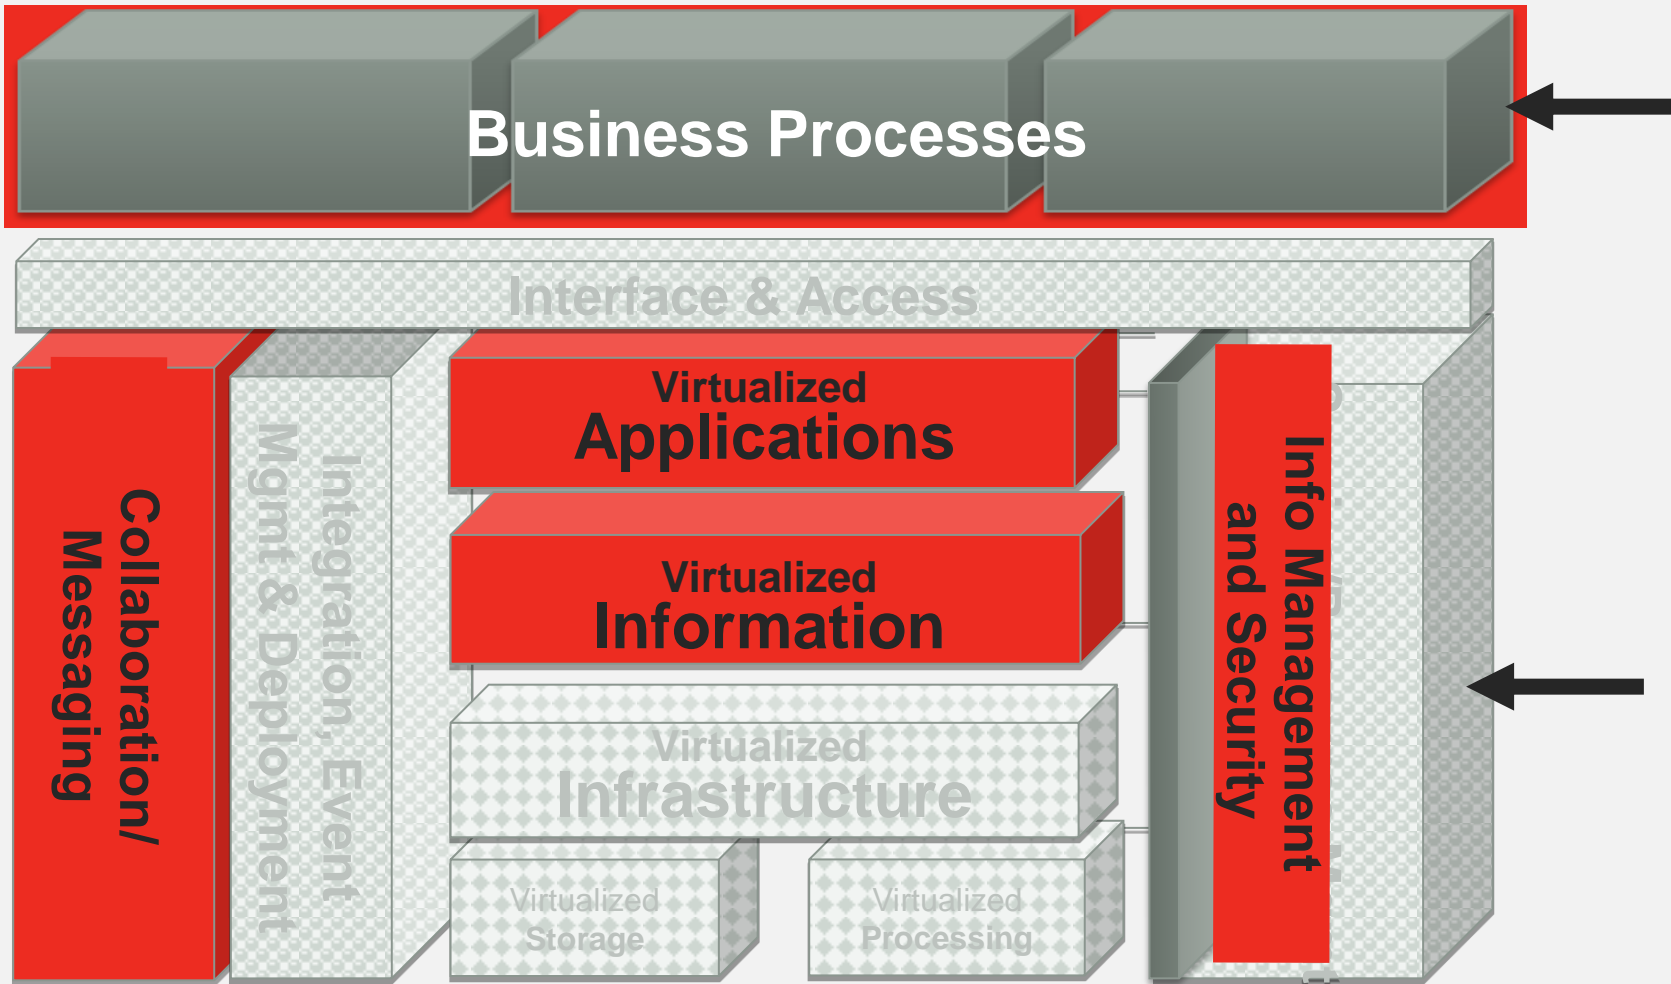 Business Processes
Interface & Access
Collaboration/
Messaging
Integration, Event
Mgmt & Deployment
Virtualized
Applications
Virtualized
Information
Virtualized
Infrastructure
Virtualized
Storage
Virtualized
Processing
Info Management
and Security